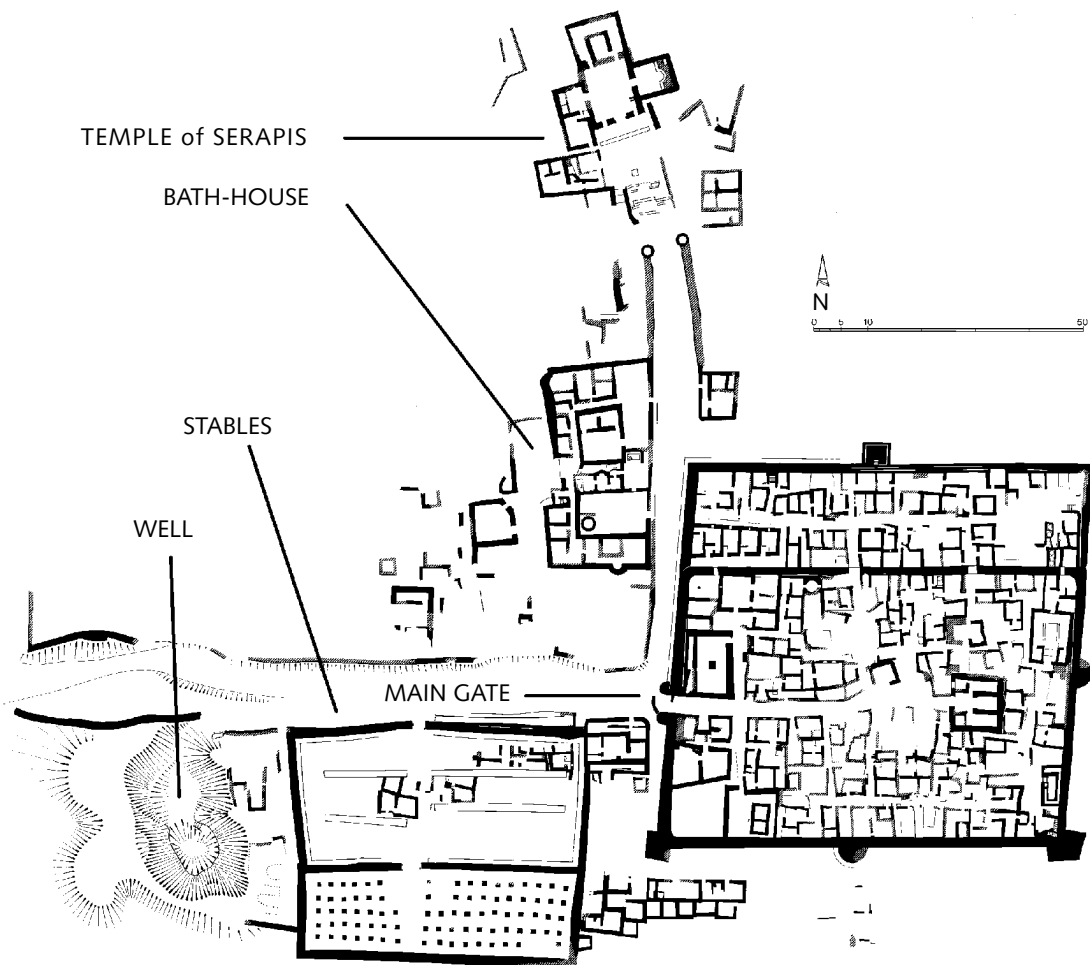 TEMPLE of SERAPIS
BATH-HOUSE
N
0 5 10 50
STABLES
WELL
MAIN GATE